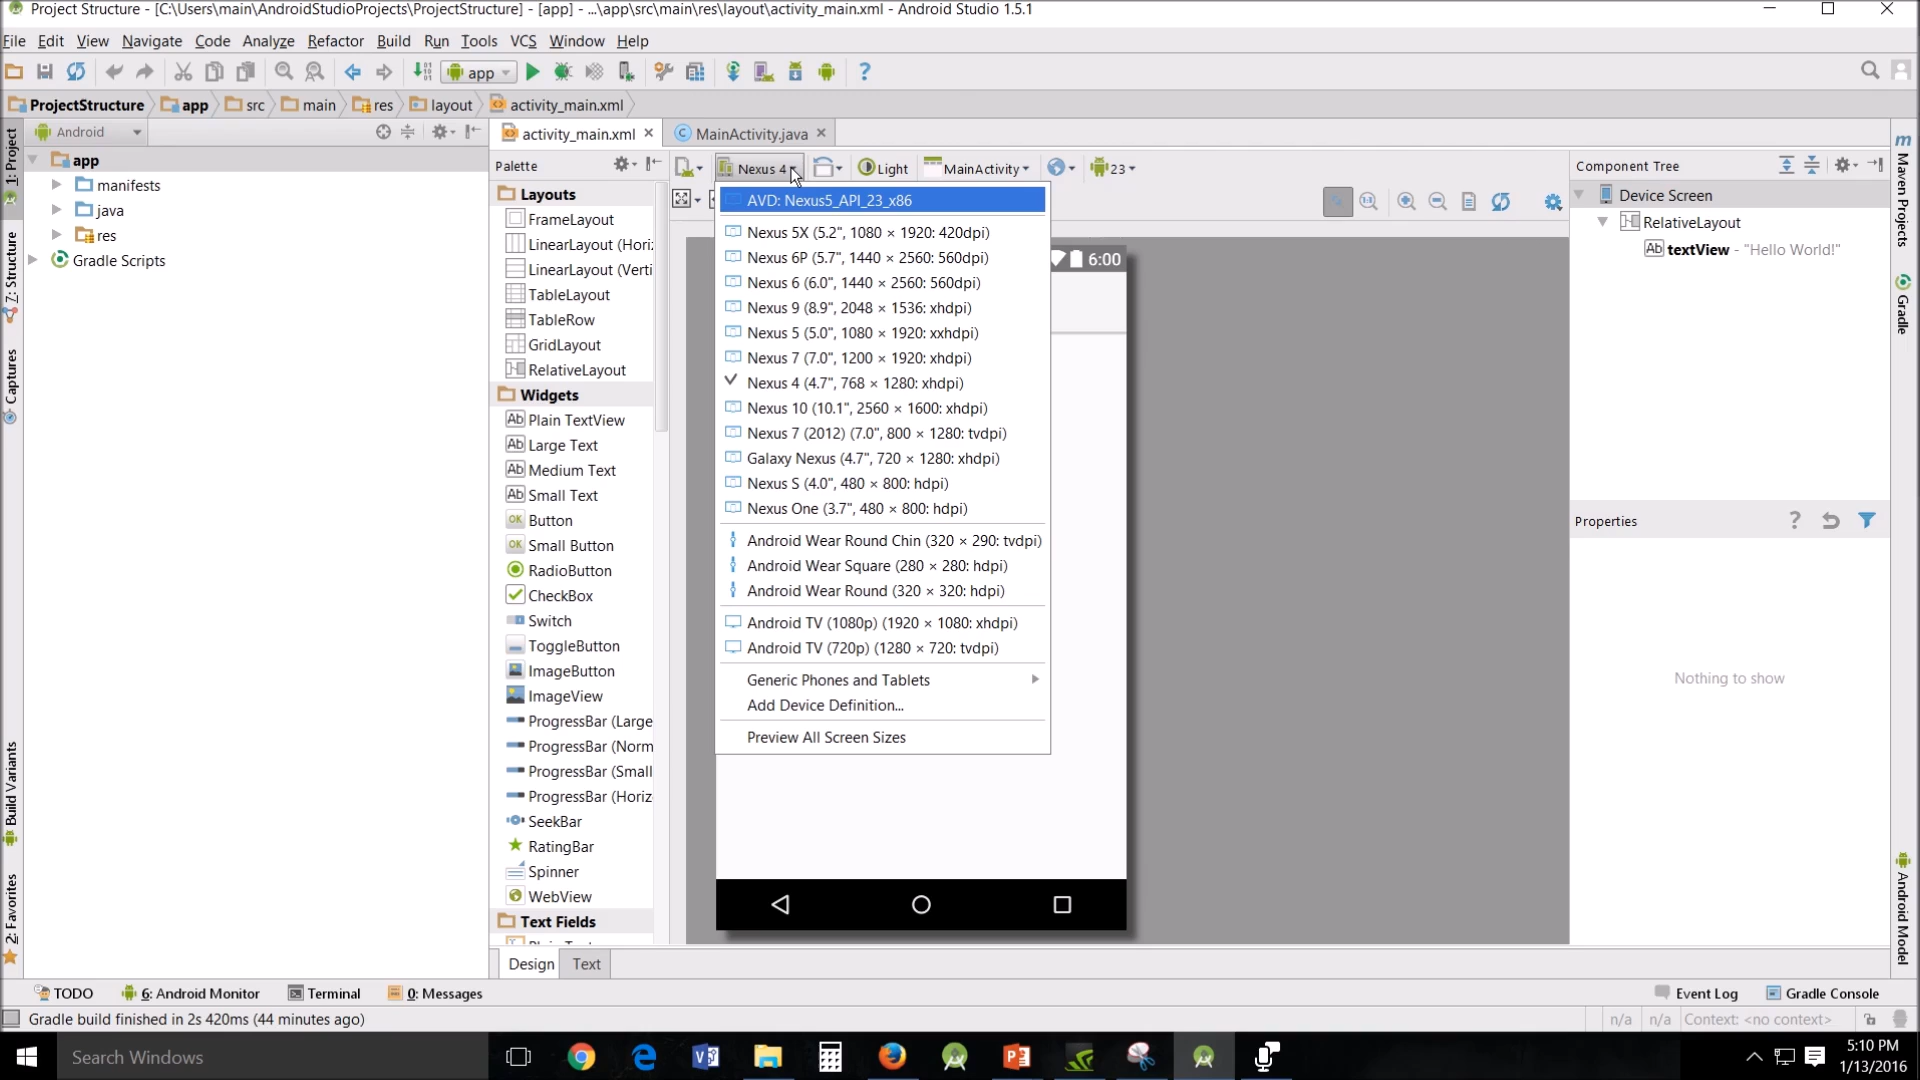 Project Structure - [C:\Users\main\AndroidStudioProjects\ProjectStructure] - [app] - ...\app\src\main\res\layout\activity_main.xml - Android Studio 1.5.1
File Edit View Navigate Code Analyze Refactor Build Run Tools VCS Window Help
app
ProjectStructure app src main res layout activity_main.xml
Android
activity_main.xml MainActivity.java
1: Project
7: Structure
Captures
Build Variants
2: Favorites
app
manifests
java
res
Gradle Scripts
Palette
Layouts
FrameLayout
LinearLayout (Hori:
LinearLayout (Verti
TableLayout
TableRow
GridLayout
RelativeLayout
Widgets
Plain TextView
Large Text
Medium Text
Small Text
Button
Small Button
RadioButton
CheckBox
Switch
ToggleButton
ImageButton
ImageView
ProgressBar (Large
ProgressBar (Norm
ProgressBar (Small
ProgressBar (Horiz
SeekBar
RatingBar
Spinner
WebView
Text Fields
Nexus 4 Light MainActivity 23
AVD: Nexus5_API_23_x86
Nexus 5X (5.2", 1080 × 1920: 420dpi)
Nexus 6P (5.7", 1440 × 2560: 560dpi)
Nexus 6 (6.0", 1440 × 2560: 560dpi)
Nexus 9 (8.9", 2048 × 1536: xhdpi)
Nexus 5 (5.0", 1080 × 1920: xxhdpi)
Nexus 7 (7.0", 1200 × 1920: xhdpi)
Nexus 4 (4.7", 768 × 1280: xhdpi)
Nexus 10 (10.1", 2560 × 1600: xhdpi)
Nexus 7 (2012) (7.0", 800 × 1280: tvdpi)
Galaxy Nexus (4.7", 720 × 1280: xhdpi)
Nexus S (4.0", 480 × 800: hdpi)
Nexus One (3.7", 480 × 800: hdpi)
Android Wear Round Chin (320 × 290: tvdpi)
Android Wear Square (280 × 280: hdpi)
Android Wear Round (320 × 320: hdpi)
Android TV (1080p) (1920 × 1080: xhdpi)
Android TV (720p) (1280 × 720: tvdpi)
Generic Phones and Tablets
Add Device Definition...
Preview All Screen Sizes
6:00
Component Tree
Device Screen
RelativeLayout
Ab textView - "Hello World!"
Properties
Nothing to show
Maven Projects
Gradle
Android Model
Design Text
TODO 6: Android Monitor Terminal 0: Messages Event Log Gradle Console
Gradle build finished in 2s 420ms (44 minutes ago) n/a n/a Context: <no context>
Search Windows
5:10 PM
1/13/2016